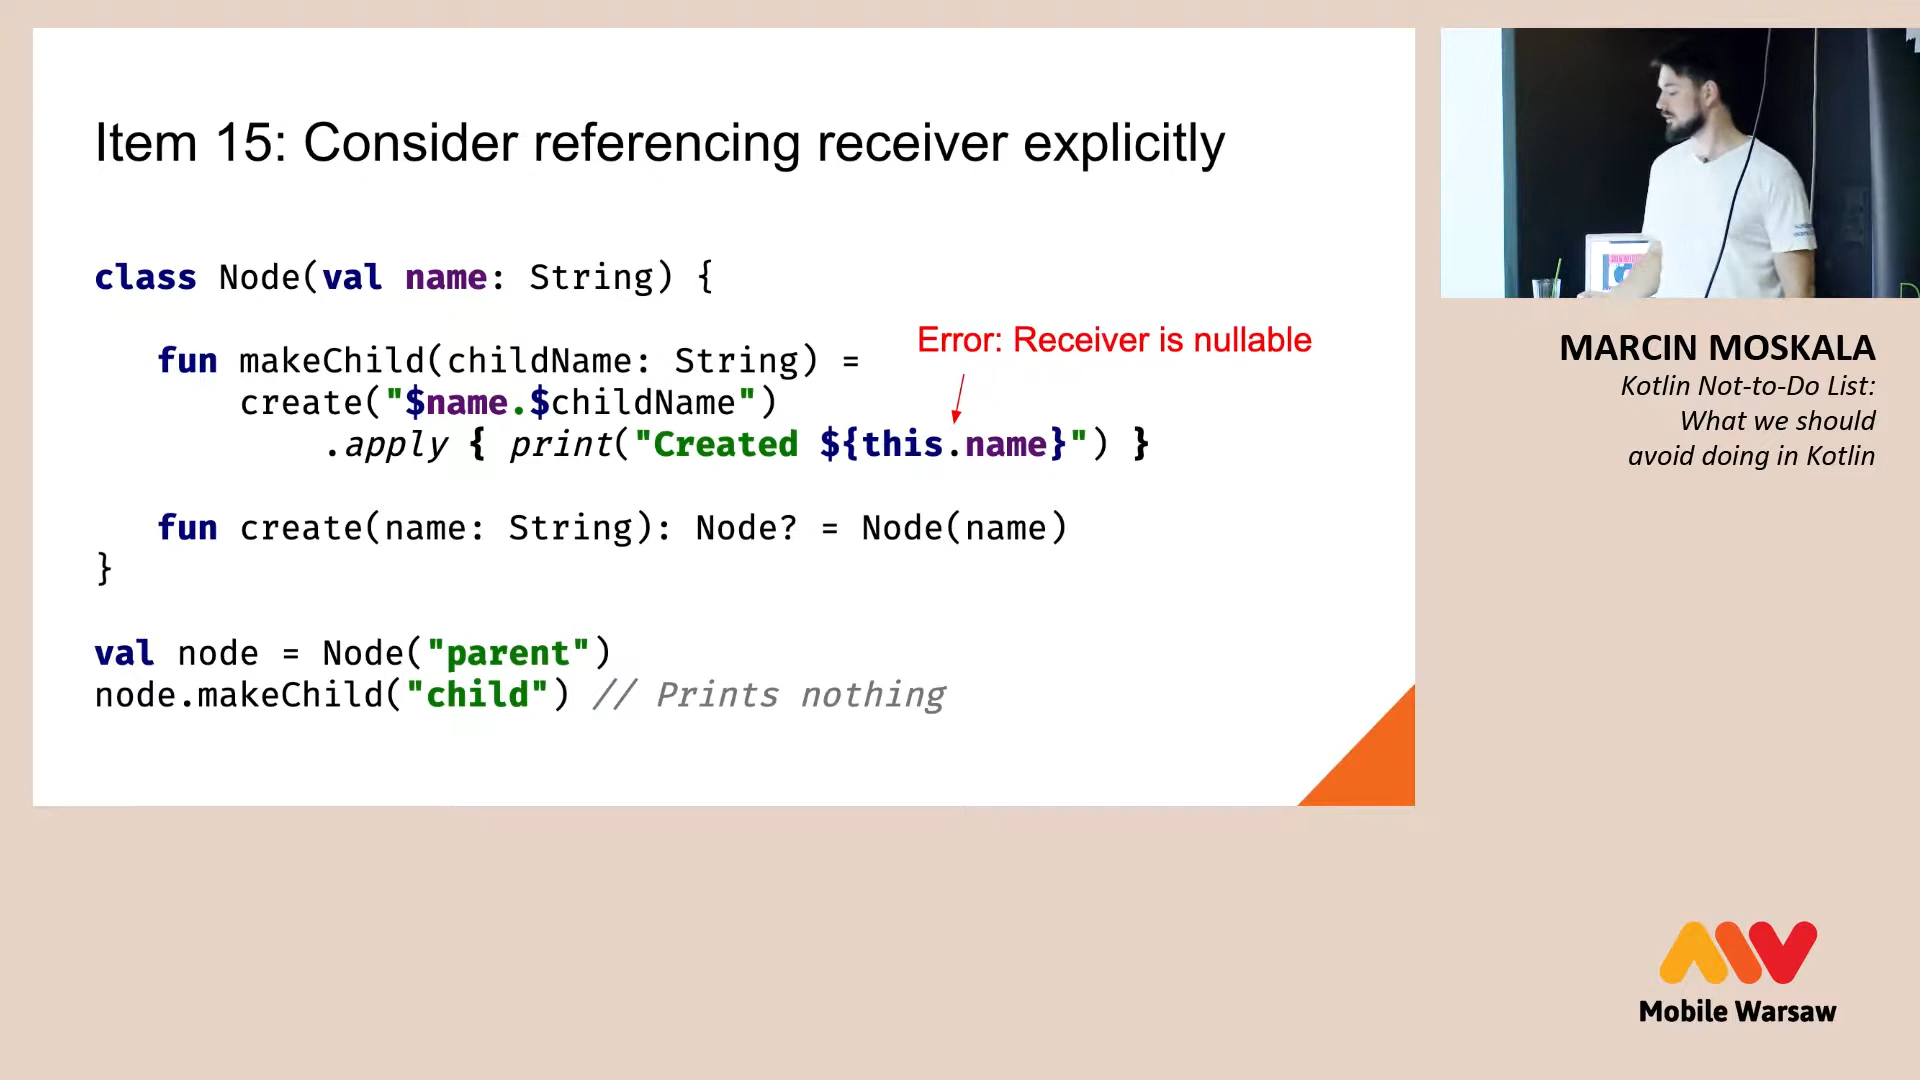 Item 15: Consider referencing receiver explicitly
class Node(val name: String) {
fun makeChild(childName: String) =
Error: Receiver is nullable
create("$name.$childName")
.apply { print("Created ${this.name}") }
fun create(name: String): Node? = Node(name)
}
val node = Node("parent")
node.makeChild("child") // Prints nothing
MARCIN MOSKALA
Kotlin Not-to-Do List:
What we should
avoid doing in Kotlin
Mobile Warsaw